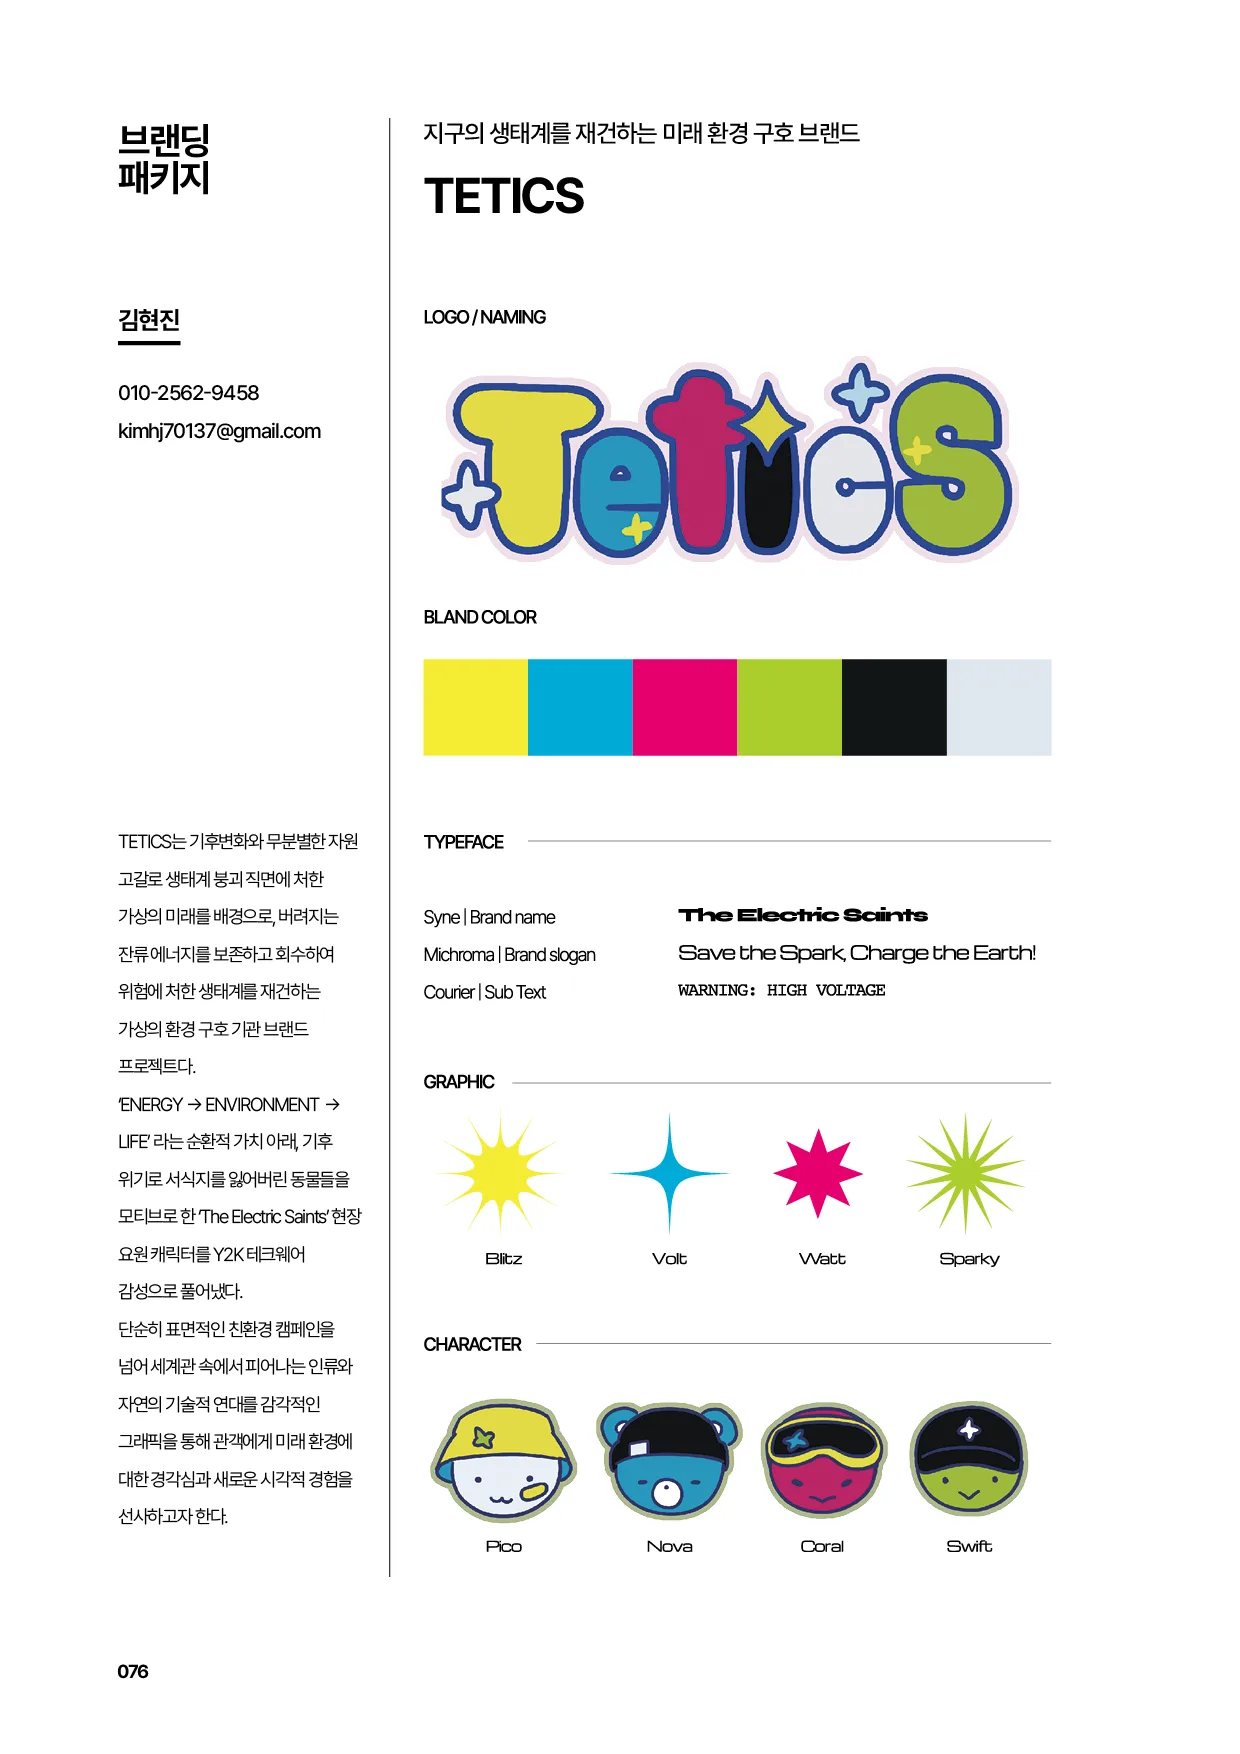 브랜딩
패키지
김현진
010-2562-9458
kimhj70137@gmail.com
TETICS는 기후변화와 무분별한 자원
고갈로 생태계 붕괴 직면에 처한
가상의 미래를 배경으로, 버려지는
잔류 에너지를 보존하고 회수하여
위험에 처한 생태계를 재건하는
가상의 환경 구호 기관 브랜드
프로젝트다.
‘ENERGY → ENVIRONMENT →
LIFE’ 라는 순환적 가치 아래, 기후
위기로 서식지를 잃어버린 동물들을
모티브로 한 ‘The Electric Saints’ 현장
요원 캐릭터를 Y2K 테크웨어
감성으로 풀어냈다.
단순히 표면적인 친환경 캠페인을
넘어 세계관 속에서 피어나는 인류와
자연의 기술적 연대를 감각적인
그래픽을 통해 관객에게 미래 환경에
대한 경각심과 새로운 시각적 경험을
선사하고자 한다.
076
지구의 생태계를 재건하는 미래 환경 구호 브랜드
TETICS
LOGO / NAMING
Tetics
BLAND COLOR
TYPEFACE
Syne | Brand name The Electric Saints
Michroma | Brand slogan Save the Spark, Charge the Earth!
Courier | Sub Text WARNING: HIGH VOLTAGE
GRAPHIC
Blitz Volt Watt Sparky
CHARACTER
Pico Nova Coral Swift